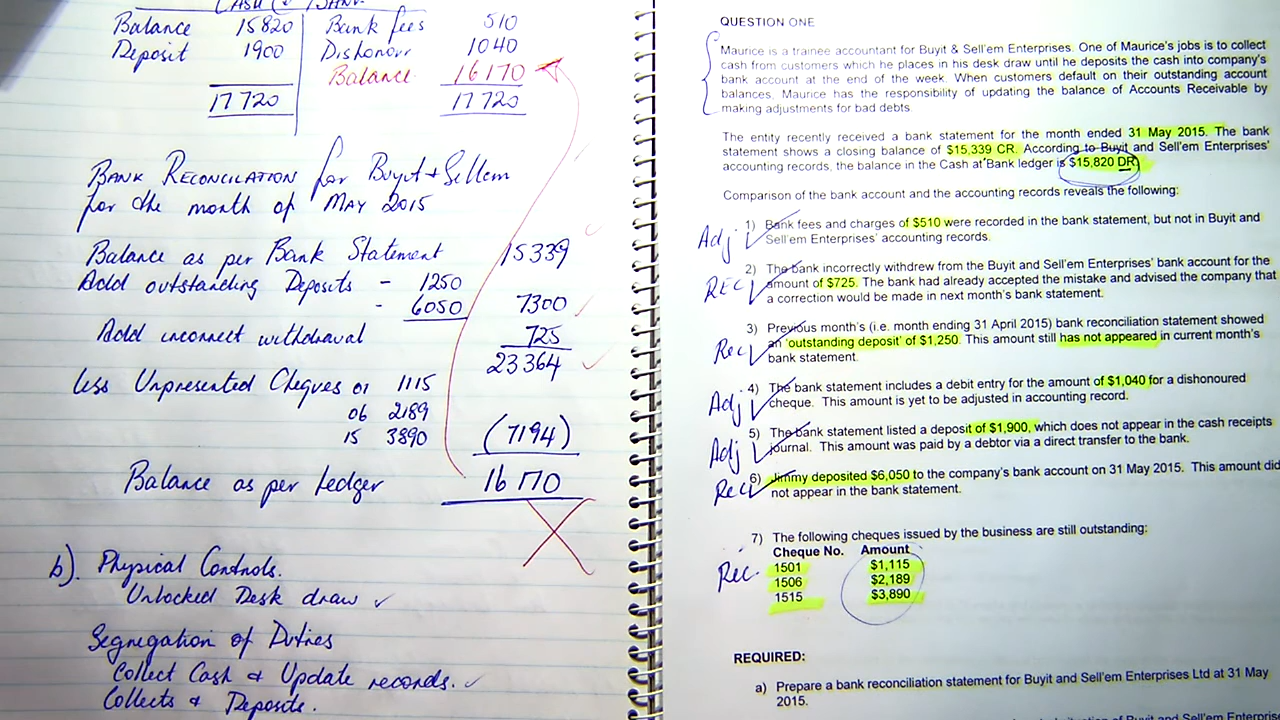 CASH @ BANK
Balance 15820 Bank fees 510
Deposit 1900 Dishonour 1040
Balance 16170
17720 17720
BANK RECONCILIATION for Buyit + Sellem
for the month of MAY 2015
Balance as per Bank Statement 15339
Add outstanding Deposits - 1250
- 6050 7300
Add incorrect withdrawal 725
23364
less Unpresented Cheques 01 1115
06 2189
15 3890 (7194)
Balance as per Ledger 16170
b). Physical Controls.
Unlocked Desk draw
Segregation of Duties
Collect Cash & Update records.
Collects & Deposits.
QUESTION ONE
Maurice is a trainee accountant for Buyit & Sell'em Enterprises. One of Maurice's jobs is to collect
cash from customers which he places in his desk draw until he deposits the cash into company's
bank account at the end of the week. When customers default on their outstanding account
balances, Maurice has the responsibility of updating the balance of Accounts Receivable by
making adjustments for bad debts.
The entity recently received a bank statement for the month ended 31 May 2015. The bank
statement shows a closing balance of $15,339 CR. According to Buyit and Sell'em Enterprises'
accounting records, the balance in the Cash at Bank ledger is $15,820 DR.
Comparison of the bank account and the accounting records reveals the following:
Adj 1) Bank fees and charges of $510 were recorded in the bank statement, but not in Buyit and
Sell'em Enterprises' accounting records.
REC 2) The bank incorrectly withdrew from the Buyit and Sell'em Enterprises' bank account for the
amount of $725. The bank had already accepted the mistake and advised the company that
a correction would be made in next month's bank statement.
Rec 3) Previous month's (i.e. month ending 31 April 2015) bank reconciliation statement showed
an 'outstanding deposit' of $1,250. This amount still has not appeared in current month's
bank statement.
Adj 4) The bank statement includes a debit entry for the amount of $1,040 for a dishonoured
cheque. This amount is yet to be adjusted in accounting record.
Adj 5) The bank statement listed a deposit of $1,900, which does not appear in the cash receipts
journal. This amount was paid by a debtor via a direct transfer to the bank.
Rec 6) Jimmy deposited $6,050 to the company's bank account on 31 May 2015. This amount did
not appear in the bank statement.
7) The following cheques issued by the business are still outstanding:
Cheque No. Amount
Rec 1501 $1,115
1506 $2,189
1515 $3,890
REQUIRED:
a) Prepare a bank reconciliation statement for Buyit and Sell'em Enterprises Ltd at 31 May
2015.